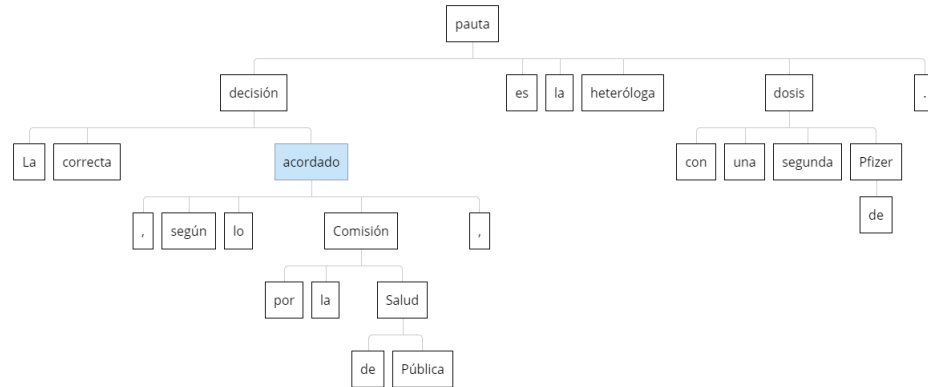 pauta
decisión es la heteróloga dosis .
La correcta acordado con una segunda Pfizer
, según lo Comisión , de
por la Salud
de Pública